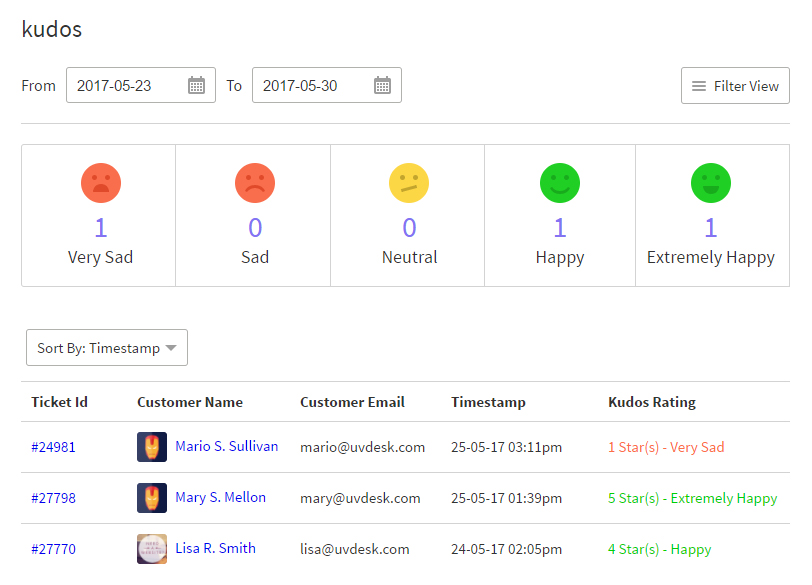 kudos
From 2017-05-23 To 2017-05-30 Filter View
1 0 0 1 1
Very Sad Sad Neutral Happy Extremely Happy
Sort By: Timestamp
Ticket Id Customer Name Customer Email Timestamp Kudos Rating
#24981 Mario S. Sullivan mario@uvdesk.com 25-05-17 03:11pm 1 Star(s) - Very Sad
#27798 Mary S. Mellon mary@uvdesk.com 25-05-17 01:39pm 5 Star(s) - Extremely Happy
#27770 Lisa R. Smith lisa@uvdesk.com 24-05-17 02:05pm 4 Star(s) - Happy